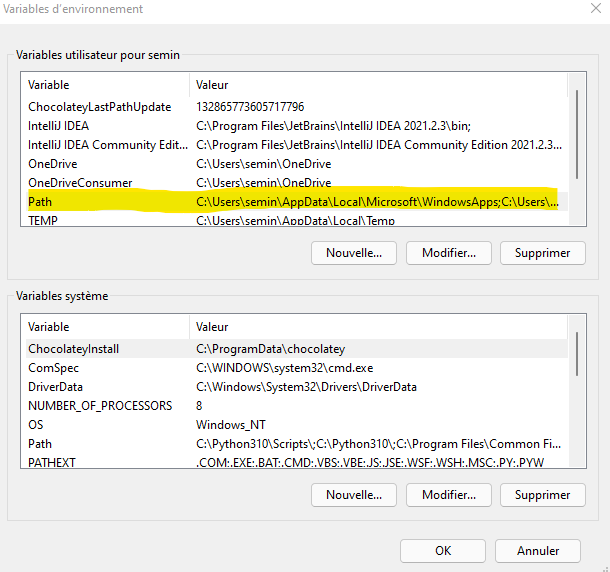 Variables d'environnement
Variables utilisateur pour semin
Variable Valeur
ChocolateyLastPathUpdate 132865773605717796
IntelliJ IDEA C:\Program Files\JetBrains\IntelliJ IDEA 2021.2.3\bin;
IntelliJ IDEA Community Edit... C:\Program Files\JetBrains\IntelliJ IDEA Community Edition 2021.2.3...
OneDrive C:\Users\semin\OneDrive
OneDriveConsumer C:\Users\semin\OneDrive
Path C:\Users\semin\AppData\Local\Microsoft\WindowsApps;C:\Users\...
TEMP C:\Users\semin\AppData\Local\Temp
Nouvelle... Modifier... Supprimer
Variables système
Variable Valeur
ChocolateyInstall C:\ProgramData\chocolatey
ComSpec C:\WINDOWS\system32\cmd.exe
DriverData C:\Windows\System32\Drivers\DriverData
NUMBER_OF_PROCESSORS 8
OS Windows_NT
Path C:\Python310\Scripts\;C:\Python310\;C:\Program Files\Common Fi...
PATHEXT .COM;.EXE;.BAT;.CMD;.VBS;.VBE;.JS;.JSE;.WSF;.WSH;.MSC;.PY;.PYW
Nouvelle... Modifier... Supprimer
OK Annuler